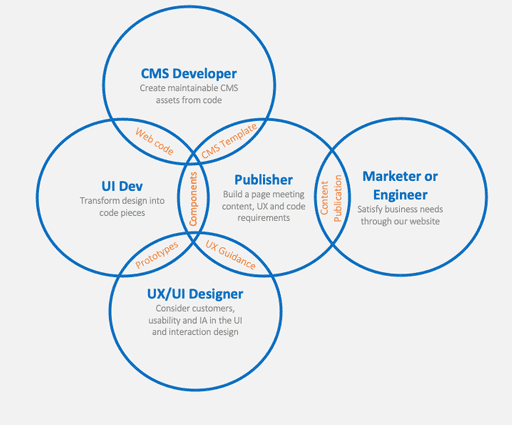 CMS Developer
Create maintainable CMS
assets from code
Web code
CMS Template
UI Dev
Transform design into
code pieces
Components
Publisher
Build a page meeting
content, UX and code
requirements
Content
Publication
Marketer or
Engineer
Satisfy business needs
through our website
Prototypes
UX Guidance
UX/UI Designer
Consider customers,
usability and IA in the UI
and interaction design